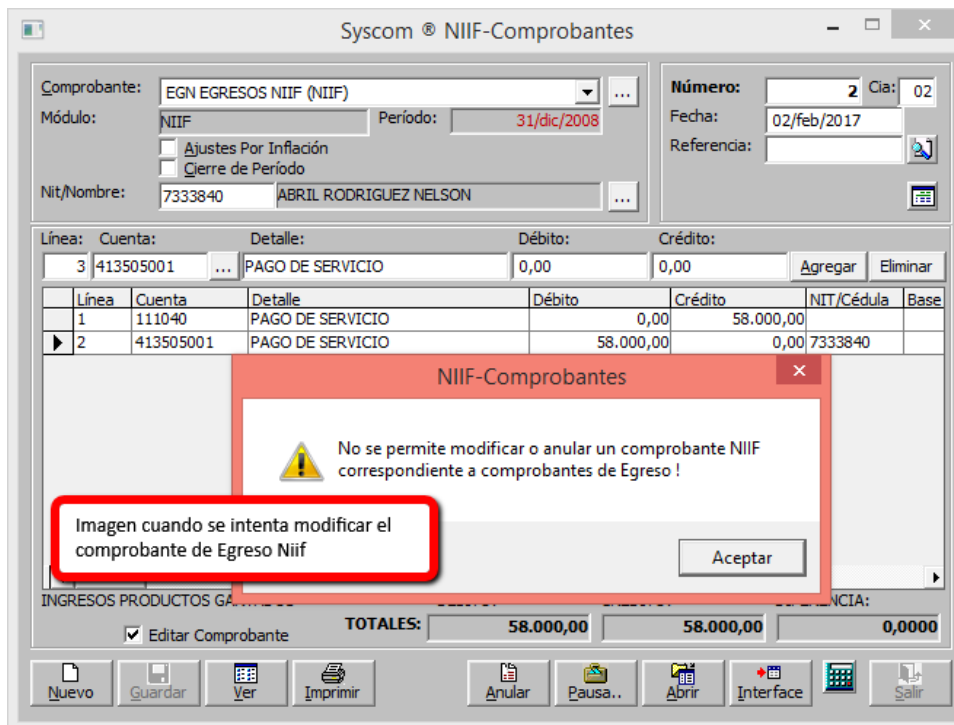 Syscom ® NIIF-Comprobantes
Comprobante: EGN EGRESOS NIIF (NIIF) ...
Módulo: NIIF Período: 31/dic/2008
Ajustes Por Inflación
Cierre de Período
Nit/Nombre: 7333840 ABRIL RODRIGUEZ NELSON ...
Número: 2 Cia: 02
Fecha: 02/feb/2017
Referencia:
Línea: Cuenta: Detalle: Débito: Crédito:
3 413505001 ... PAGO DE SERVICIO 0,00 0,00 Agregar Eliminar
Línea Cuenta Detalle Débito Crédito NIT/Cédula Base
1 111040 PAGO DE SERVICIO 0,00 58.000,00
2 413505001 PAGO DE SERVICIO 58.000,00 0,00 7333840
NIIF-Comprobantes
No se permite modificar o anular un comprobante NIIF
correspondiente a comprobantes de Egreso !
Aceptar
Imagen cuando se intenta modificar el
comprobante de Egreso Niif
INGRESOS PRODUCTOS
Editar Comprobante TOTALES: 58.000,00 58.000,00 0,0000
Nuevo Guardar Ver Imprimir Anular Pausa.. Abrir Interface Salir